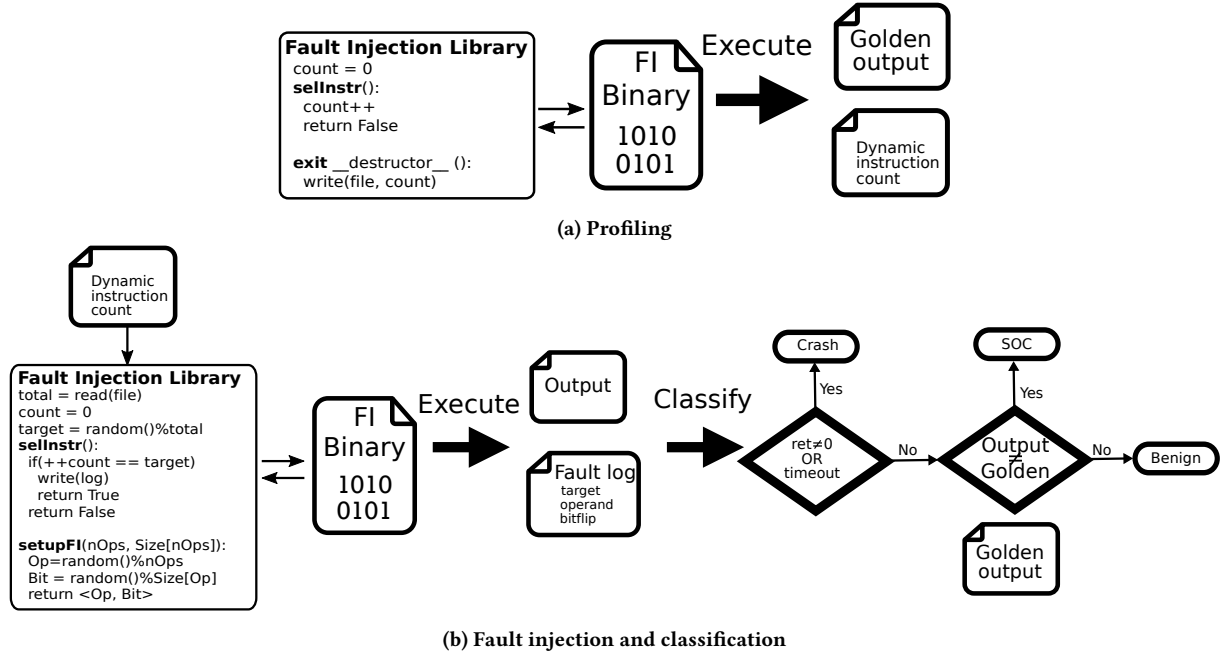 Fault Injection Library
count = 0
selInstr():
count++
return False
exit __destructor__ ():
write(file, count)
FI
Binary
1010
0101
Execute
Golden
output
Dynamic
instruction
count
(a) Profiling
Dynamic
instruction
count
Fault Injection Library
total = read(file)
count = 0
target = random()%total
selInstr():
if(++count == target)
write(log)
return True
return False
setupFI(nOps, Size[nOps]):
Op=random()%nOps
Bit = random()%Size[Op]
return <Op, Bit>
FI
Binary
1010
0101
Execute
Output
Fault log
target
operand
bitflip
Classify
Crash
Yes
ret≠0
OR
timeout
No
SOC
Yes
Output
≠
Golden
No
Benign
Golden
output
(b) Fault injection and classification